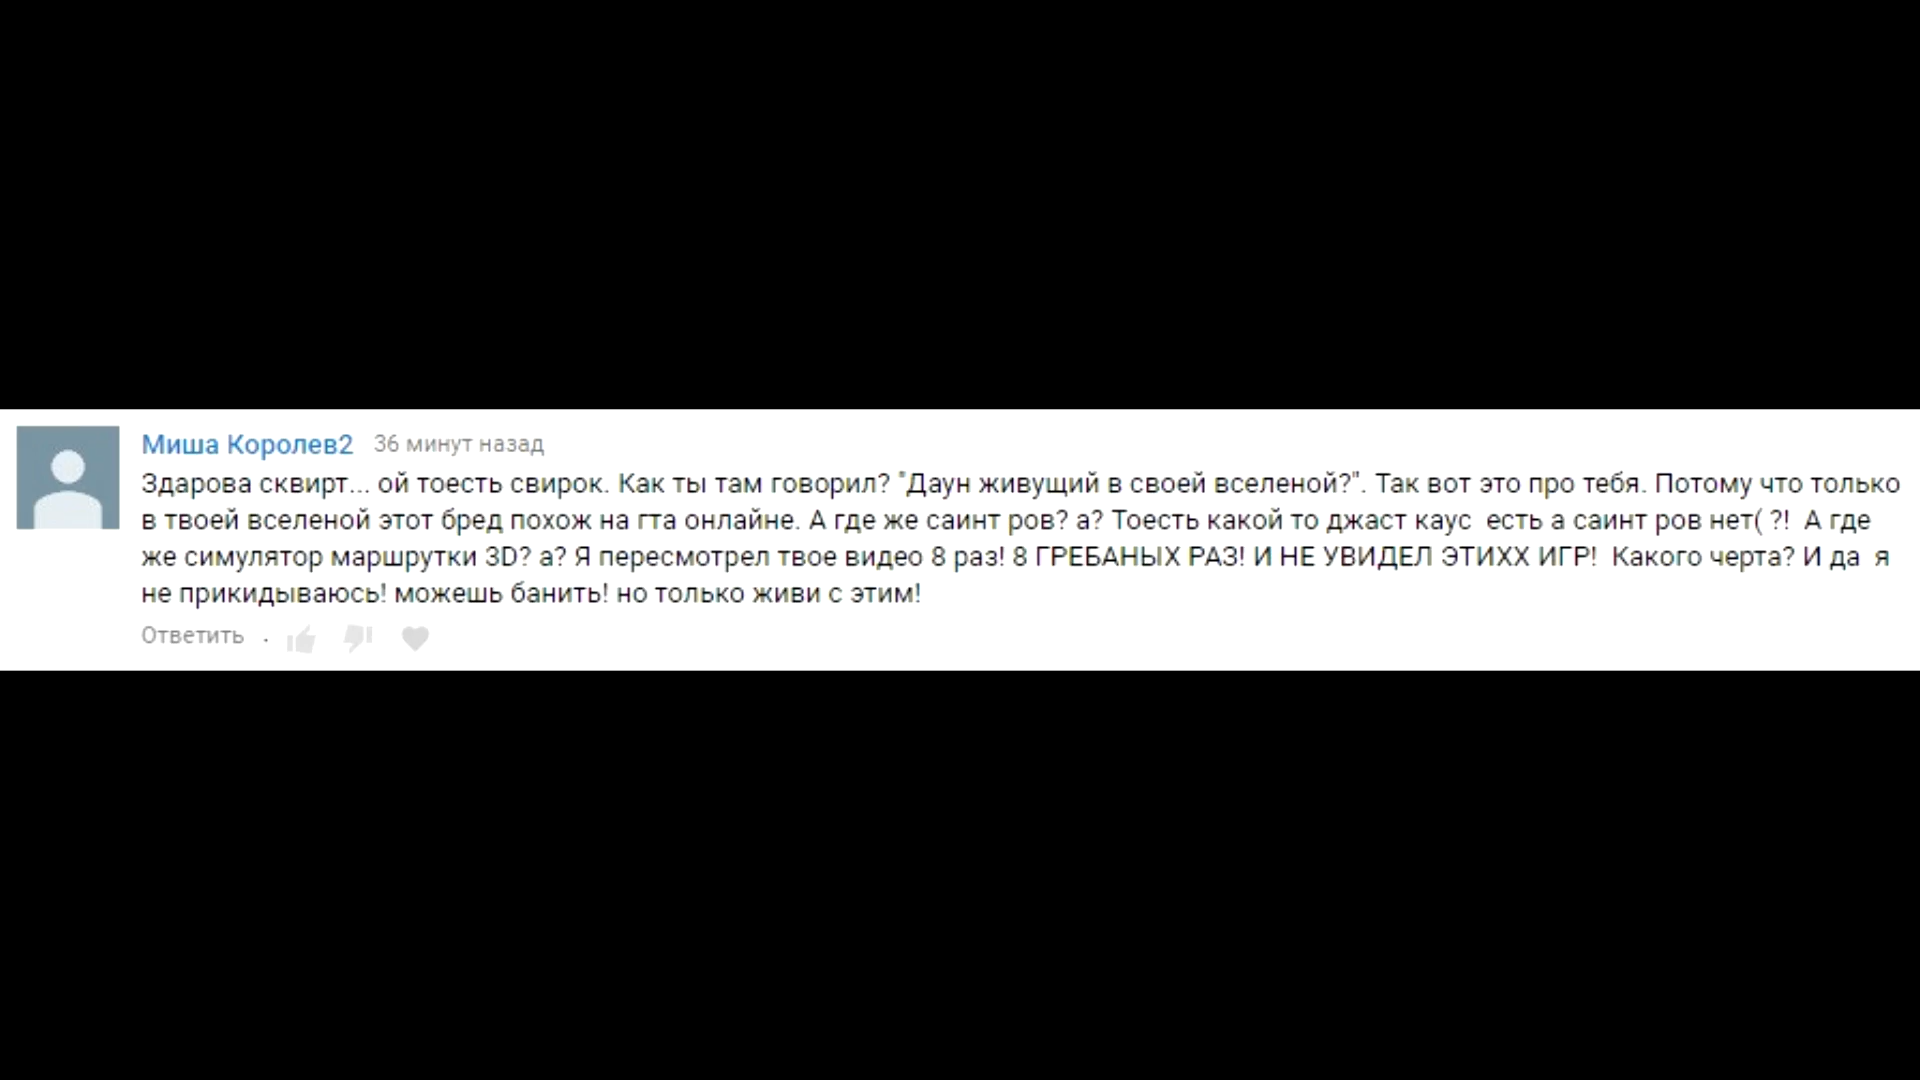 Миша Королев2 36 минут назад
Здарова сквирт... ой тоесть свирок. Как ты там говорил? "Даун живущий в своей вселеной?". Так вот это про тебя. Потому что только
в твоей вселеной этот бред похож на гта онлайне. А где же саинт ров? а? Тоесть какой то джаст каус  есть а саинт ров нет( ?!  А где
же симулятор маршрутки 3D? а? Я пересмотрел твое видео 8 раз! 8 ГРЕБАНЫХ РАЗ! И НЕ УВИДЕЛ ЭТИХХ ИГР!  Какого черта? И да  я
не прикидываюсь! можешь банить! но только живи с этим!
Ответить .